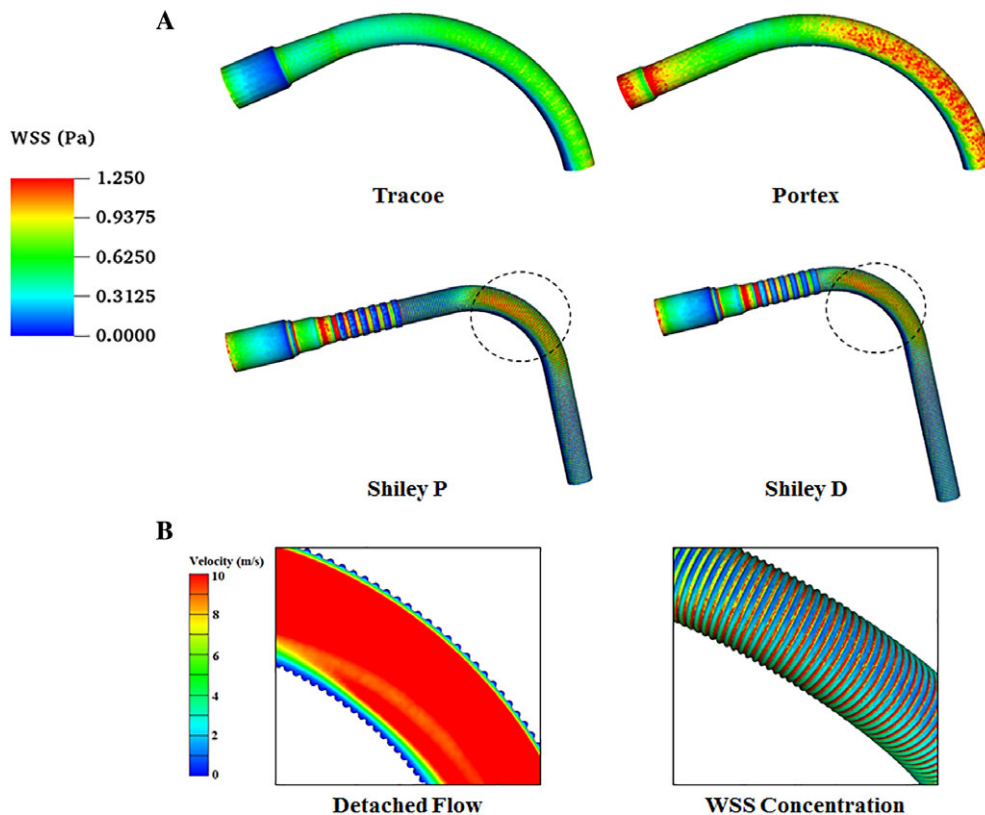 A
WSS (Pa)
1.250
0.9375
0.6250
0.3125
0.0000
Tracoe
Portex
Shiley P
Shiley D
B
Velocity (m/s)
10
8
6
4
2
0
Detached Flow
WSS Concentration